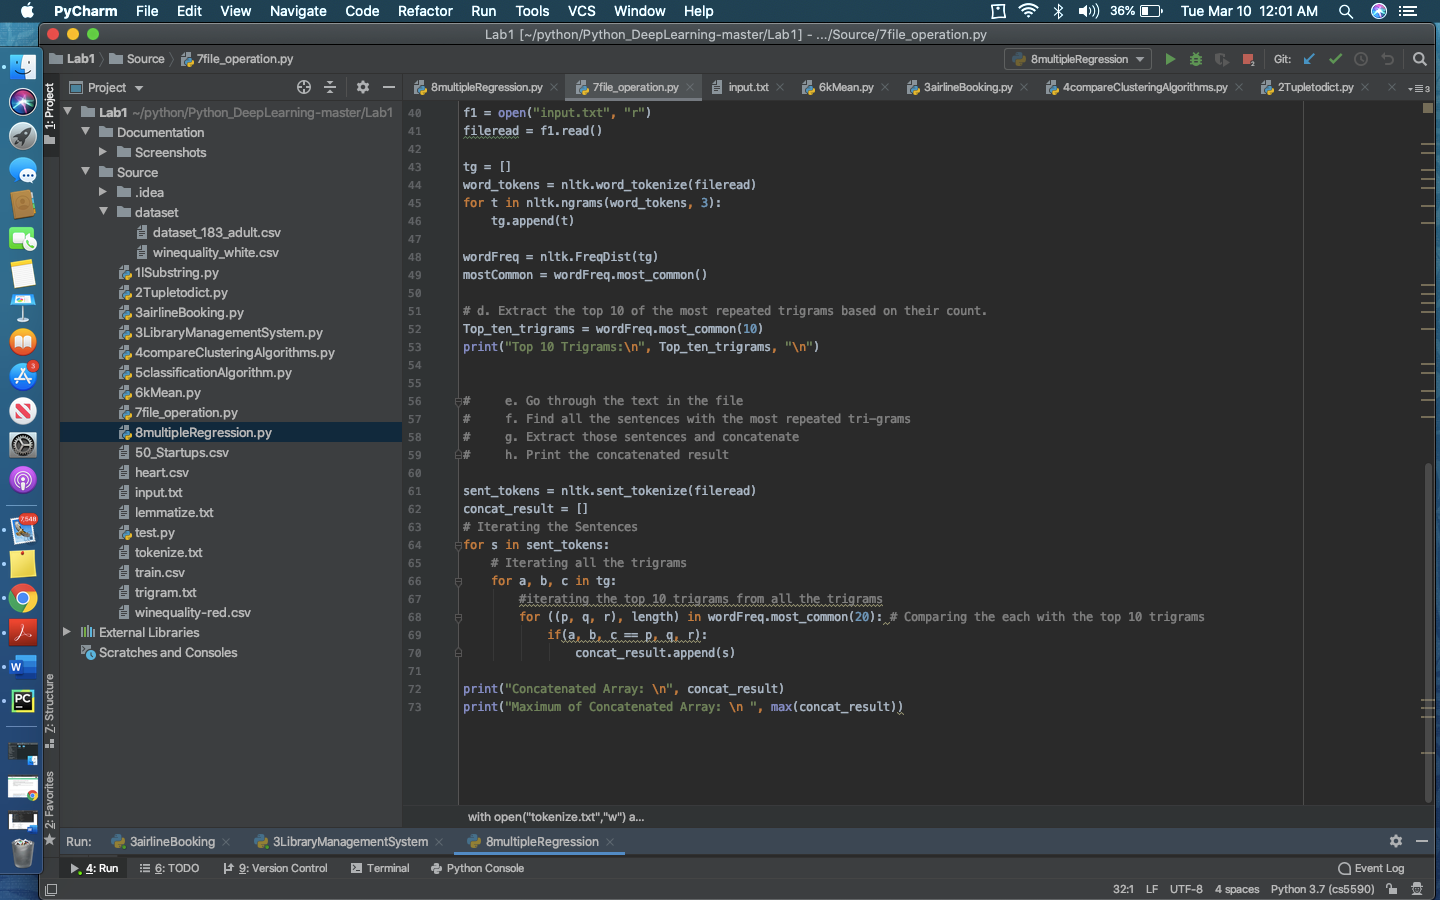 PyCharm File Edit View Navigate Code Refactor Run Tools VCS Window Help 36% Tue Mar 10 12:01 AM
Lab1 [~/python/Python_DeepLearning-master/Lab1] - .../Source/7file_operation.py
Lab1 Source 7file_operation.py 8multipleRegression Git:
Project 8multipleRegression.py 7file_operation.py input.txt 6kMean.py 3airlineBooking.py 4compareClusteringAlgorithms.py 2Tupletodict.py 3
1: Project
Lab1 ~/python/Python_DeepLearning-master/Lab1
Documentation
Screenshots
Source
.idea
dataset
dataset_183_adult.csv
winequality_white.csv
1lSubstring.py
2Tupletodict.py
3airlineBooking.py
3LibraryManagementSystem.py
4compareClusteringAlgorithms.py
5classificationAlgorithm.py
6kMean.py
7file_operation.py
8multipleRegression.py
50_Startups.csv
heart.csv
input.txt
lemmatize.txt
test.py
tokenize.txt
train.csv
trigram.txt
winequality-red.csv
External Libraries
Scratches and Consoles
40 f1 = open("input.txt", "r")
41 fileread = f1.read()
42
43 tg = []
44 word_tokens = nltk.word_tokenize(fileread)
45 for t in nltk.ngrams(word_tokens, 3):
46 tg.append(t)
47
48 wordFreq = nltk.FreqDist(tg)
49 mostCommon = wordFreq.most_common()
50
51 # d. Extract the top 10 of the most repeated trigrams based on their count.
52 Top_ten_trigrams = wordFreq.most_common(10)
53 print("Top 10 Trigrams:\n", Top_ten_trigrams, "\n")
54
55
56 # e. Go through the text in the file
57 # f. Find all the sentences with the most repeated tri-grams
58 # g. Extract those sentences and concatenate
59 # h. Print the concatenated result
60
61 sent_tokens = nltk.sent_tokenize(fileread)
62 concat_result = []
63 # Iterating the Sentences
64 for s in sent_tokens:
65 # Iterating all the trigrams
66 for a, b, c in tg:
67 #iterating the top 10 trigrams from all the trigrams
68 for ((p, q, r), length) in wordFreq.most_common(20): # Comparing the each with the top 10 trigrams
69 if(a, b, c == p, q, r):
70 concat_result.append(s)
71
72 print("Concatenated Array: \n", concat_result)
73 print("Maximum of Concatenated Array: \n ", max(concat_result))
with open("tokenize.txt","w") a...
3
7,548
W
PC
7: Structure
2: Favorites
Run: 3airlineBooking 3LibraryManagementSystem 8multipleRegression
4: Run 6: TODO 9: Version Control Terminal Python Console Event Log
32:1 LF UTF-8 4 spaces Python 3.7 (cs5590)